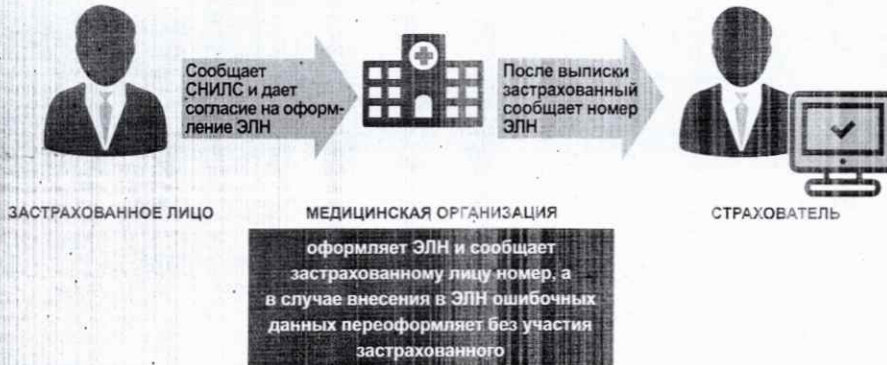 Сообщает
СНИЛС и дает
согласие на оформ-
ление ЭЛН
После выписки
застрахованный
сообщает номер
ЭЛН
ЗАСТРАХОВАННОЕ ЛИЦО
МЕДИЦИНСКАЯ ОРГАНИЗАЦИЯ
СТРАХОВАТЕЛЬ
оформляет ЭЛН и сообщает
застрахованному лицу номер, а
в случае внесения в ЭЛН ошибочных
данных переоформляет без участия
застрахованного